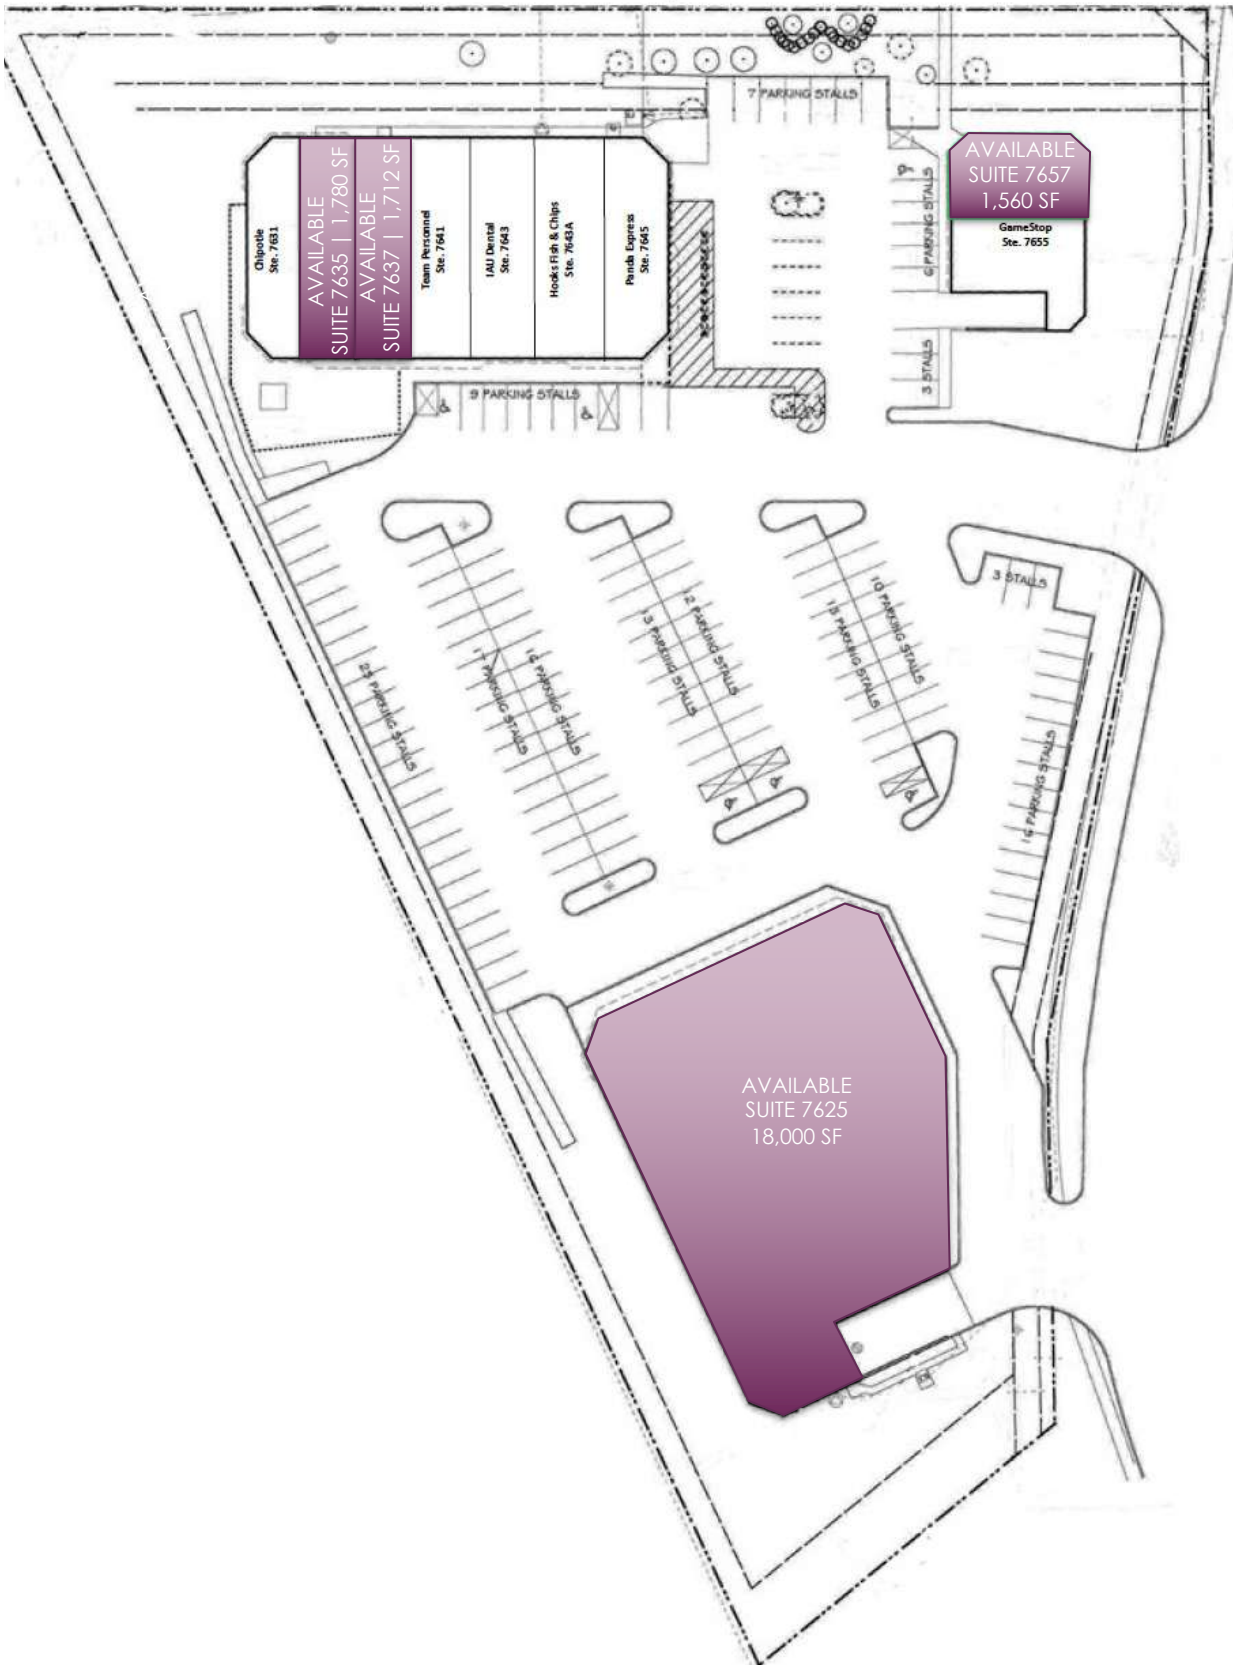 7 PARKING STALLS
AVAILABLE
SUITE 7657
1,560 SF
GameStop
Ste. 7655
6 PARKING STALLS
3 STALLS
Chipotle
Ste. 7631
AVAILABLE
SUITE 7635 | 1,780 SF
AVAILABLE
SUITE 7637 | 1,712 SF
Team Personnel
Ste. 7641
IAU Dental
Ste. 7643
Hooks Fish & Chips
Ste. 7643A
Panda Express
Ste. 7645
9 PARKING STALLS
25 PARKING STALLS
17 PARKING STALLS
16 PARKING STALLS
13 PARKING STALLS
12 PARKING STALLS
13 PARKING STALLS
10 PARKING STALLS
3 STALLS
16 PARKING STALLS
AVAILABLE
SUITE 7625
18,000 SF